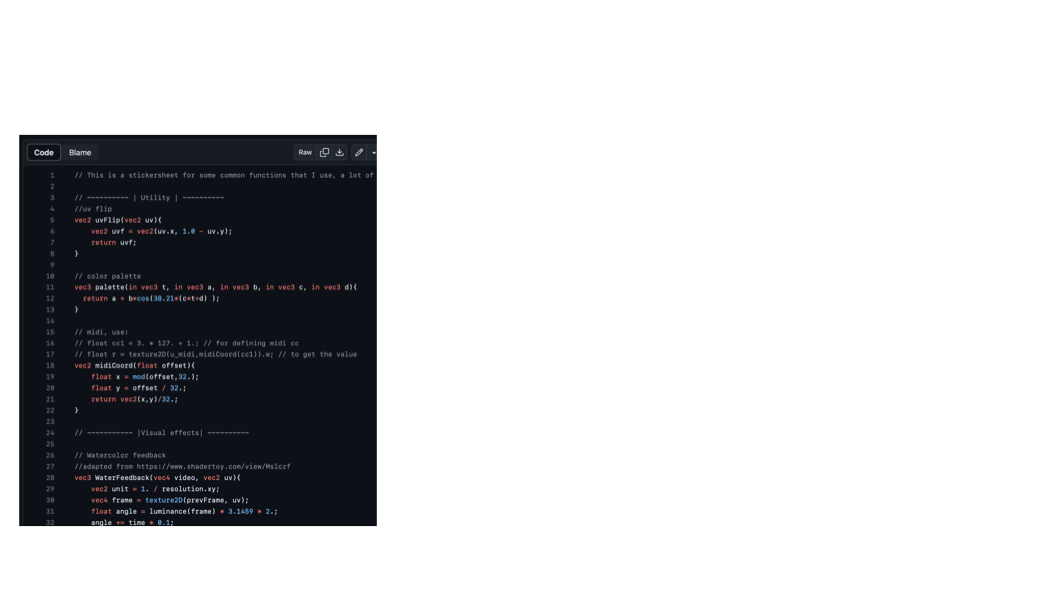 Code Blame Raw
1 // This is a stickersheet for some common functions that I use, a lot of
2
3 // ~~~~~~~~~~ | Utility | ~~~~~~~~~~
4 //uv flip
5 vec2 uvFlip(vec2 uv){
6 vec2 uvf = vec2(uv.x, 1.0 - uv.y);
7 return uvf;
8 }
9
10 // color palette
11 vec3 palette(in vec3 t, in vec3 a, in vec3 b, in vec3 c, in vec3 d){
12 return a + b*cos(38.21*(c*t+d) );
13 }
14
15 // midi, use:
16 // float cc1 = 3. * 127. + 1.; // for defining midi cc
17 // float r = texture2D(u_midi,midiCoord(cc1)).w; // to get the value
18 vec2 midiCoord(float offset){
19 float x = mod(offset,32.);
20 float y = offset / 32.;
21 return vec2(x,y)/32.;
22 }
23
24 // ~~~~~~~~~~~ |Visual effects| ~~~~~~~~~~
25
26 // Watercolor feedback
27 //adapted from https://www.shadertoy.com/view/Mslczf
28 vec3 WaterFeedback(vec4 video, vec2 uv){
29 vec2 unit = 1. / resolution.xy;
30 vec4 frame = texture2D(prevFrame, uv);
31 float angle = luminance(frame) * 3.1459 * 2.;
32 angle += time * 0.1;